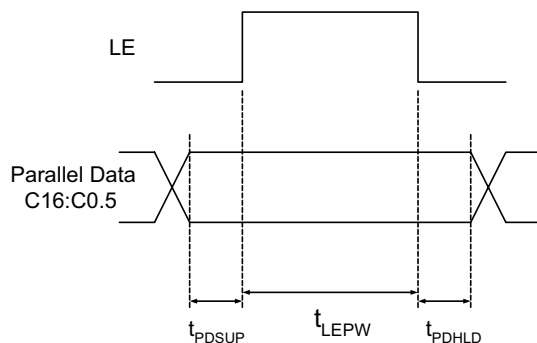 LE
Parallel Data
C16:C0.5
tPDSUP
tLEPW
tPDHLD